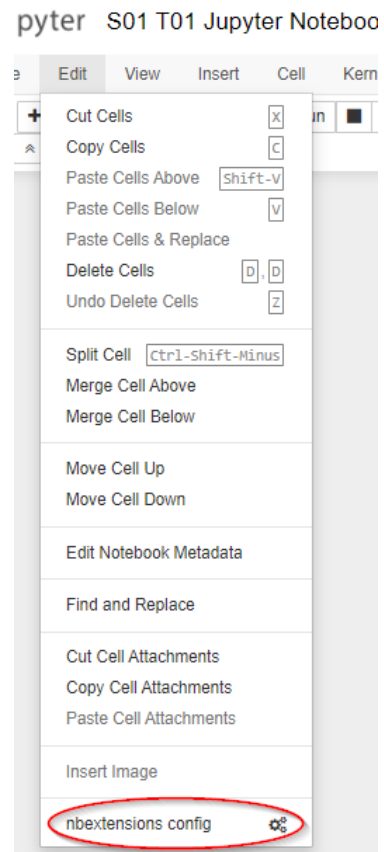 pyter S01 T01 Jupyter Noteboo
e Edit View Insert Cell Kern
un
Cut Cells X
Copy Cells C
Paste Cells Above Shift-V
Paste Cells Below V
Paste Cells & Replace
Delete Cells D,D
Undo Delete Cells Z
Split Cell Ctrl-Shift-Minus
Merge Cell Above
Merge Cell Below
Move Cell Up
Move Cell Down
Edit Notebook Metadata
Find and Replace
Cut Cell Attachments
Copy Cell Attachments
Paste Cell Attachments
Insert Image
nbextensions config